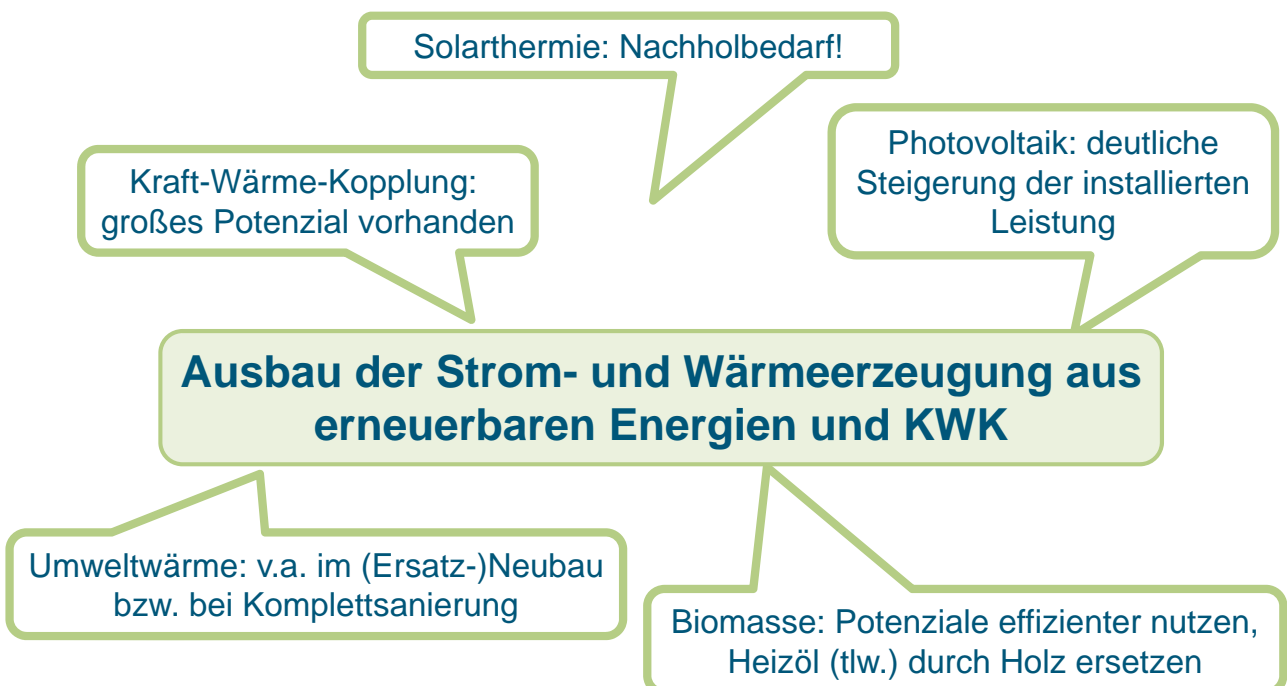 Solarthermie: Nachholbedarf!
Kraft-Wärme-Kopplung:
großes Potenzial vorhanden
Photovoltaik: deutliche
Steigerung der installierten
Leistung
Ausbau der Strom- und Wärmeerzeugung aus
erneuerbaren Energien und KWK
Umweltwärme: v.a. im (Ersatz-)Neubau
bzw. bei Komplettsanierung
Biomasse: Potenziale effizienter nutzen,
Heizöl (tlw.) durch Holz ersetzen